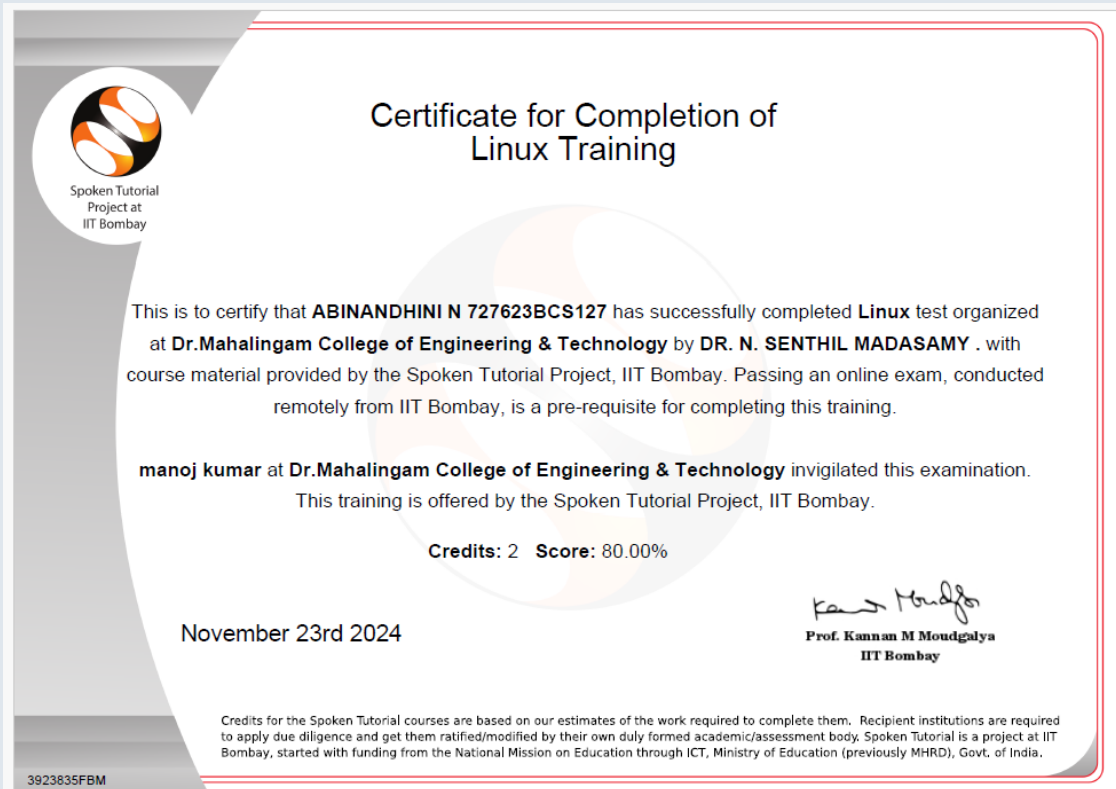 Spoken Tutorial
Project at
IIT Bombay
Certificate for Completion of
Linux Training
This is to certify that ABINANDHINI N 727623BCS127 has successfully completed Linux test organized
at Dr.Mahalingam College of Engineering & Technology by DR. N. SENTHIL MADASAMY . with
course material provided by the Spoken Tutorial Project, IIT Bombay. Passing an online exam, conducted
remotely from IIT Bombay, is a pre-requisite for completing this training.
manoj kumar at Dr.Mahalingam College of Engineering & Technology invigilated this examination.
This training is offered by the Spoken Tutorial Project, IIT Bombay.
Credits: 2 Score: 80.00%
November 23rd 2024
Prof. Kannan M Moudgalya
IIT Bombay
Credits for the Spoken Tutorial courses are based on our estimates of the work required to complete them. Recipient institutions are required
to apply due diligence and get them ratified/modified by their own duly formed academic/assessment body. Spoken Tutorial is a project at IIT
Bombay, started with funding from the National Mission on Education through ICT, Ministry of Education (previously MHRD), Govt. of India.
3923835FBM